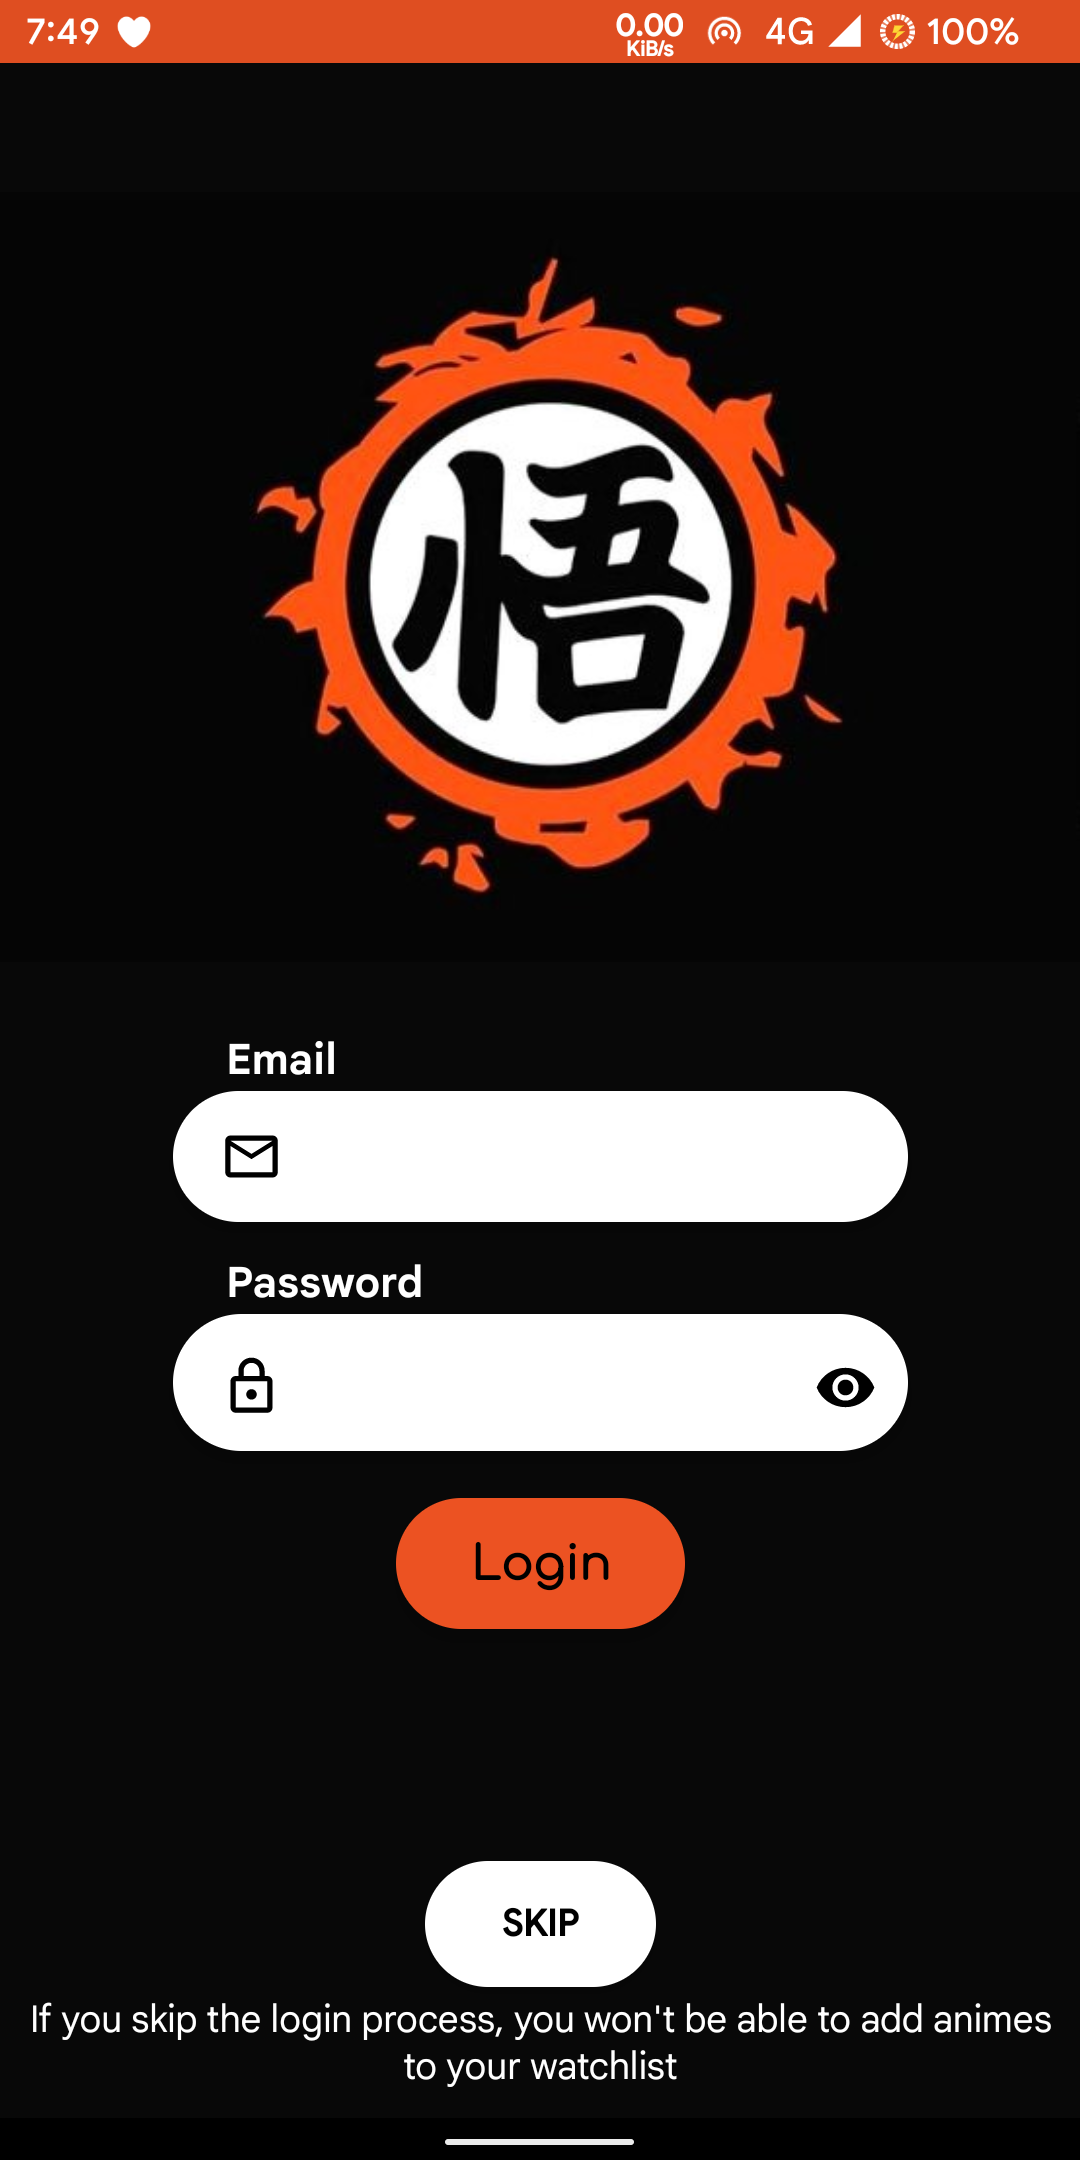 7:49 0.00 KiB/s 4G 100%
悟
Email
Password
Login
SKIP
If you skip the login process, you won't be able to add animes
to your watchlist